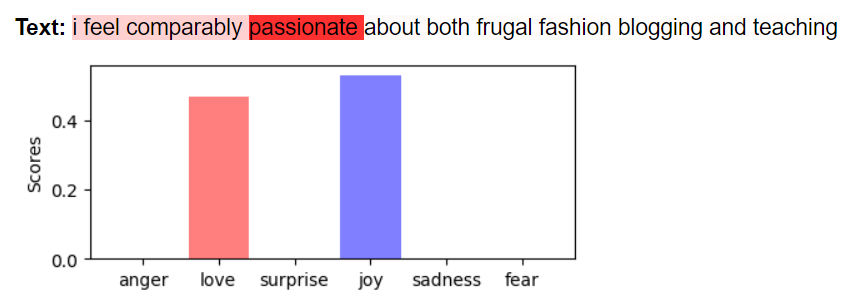 Text: i feel comparably passionate about both frugal fashion blogging and teaching
Scores
0.4
0.2
0.0
anger love surprise joy sadness fear